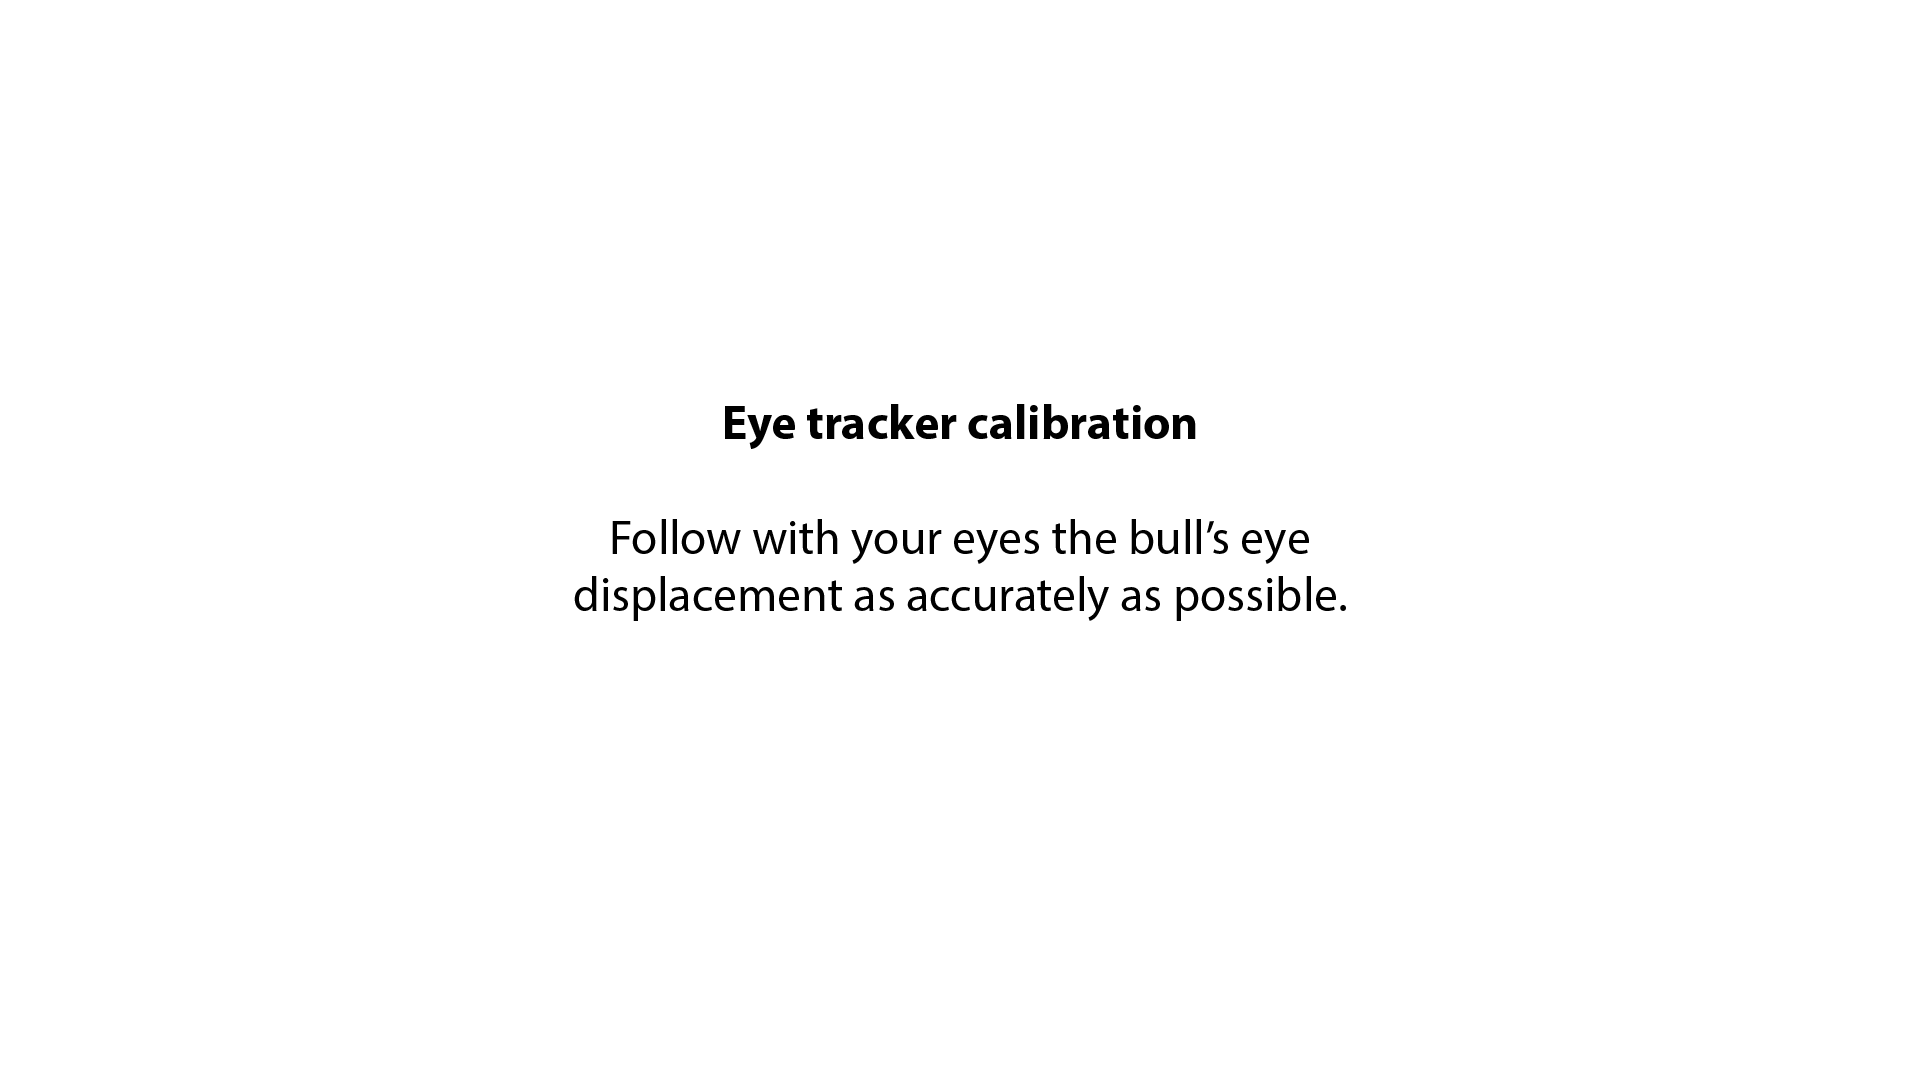 Eye tracker calibration
Follow with your eyes the bull’s eye
displacement as accurately as possible.